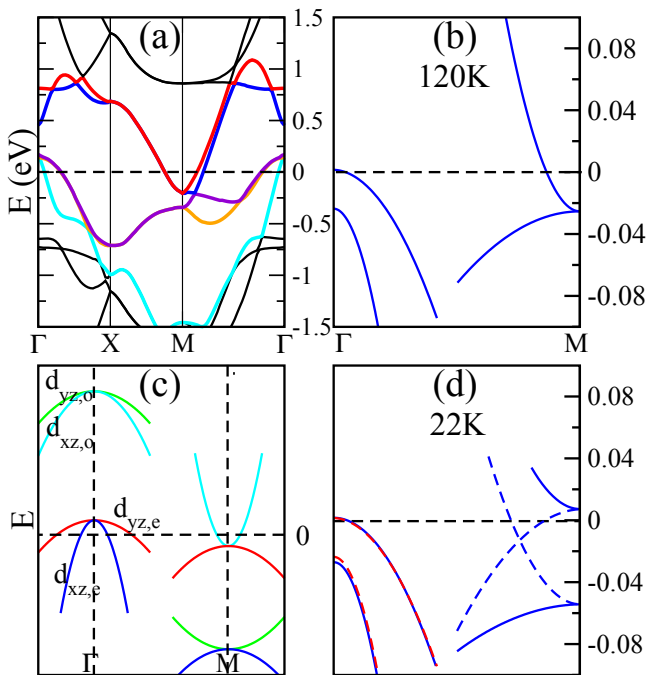 (a)
(b)
120K
E (eV)
1.5
1
0.5
0
-0.5
-1
-1.5
0.08
0.04
0
-0.04
-0.08
Γ
X
M
Γ
Γ
M
(c)
(d)
22K
d_yz,o
d_xz,o
d_yz,e
d_xz,e
E
0
Γ
M
0.08
0.04
0
-0.04
-0.08